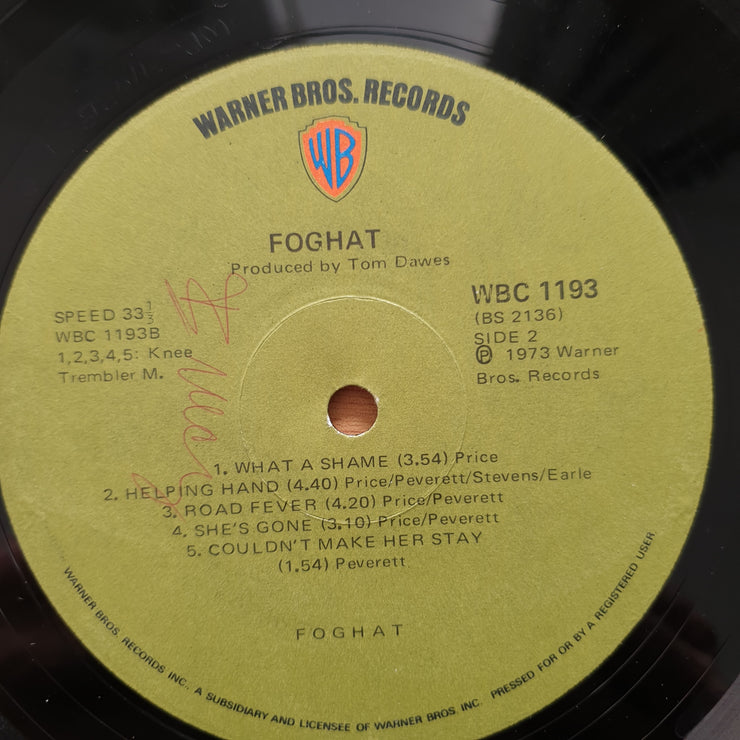 WARNER BROS. RECORDS
WB
FOGHAT
Produced by Tom Dawes
SPEED 33⅓
WBC 1193B
1,2,3,4,5: Knee
Trembler M.
WBC 1193
(BS 2136)
SIDE 2
Ⓟ 1973 Warner
Bros. Records
1. WHAT A SHAME (3.54) Price
2. HELPING HAND (4.40) Price/Peverett/Stevens/Earle
3. ROAD FEVER (4.20) Price/Peverett
4. SHE'S GONE (3.10) Price/Peverett
5. COULDN'T MAKE HER STAY
(1.54) Peverett
FOGHAT
WARNER BROS. RECORDS INC., A SUBSIDIARY AND LICENSEE OF WARNER BROS. INC. PRESSED FOR OR BY A REGISTERED USER